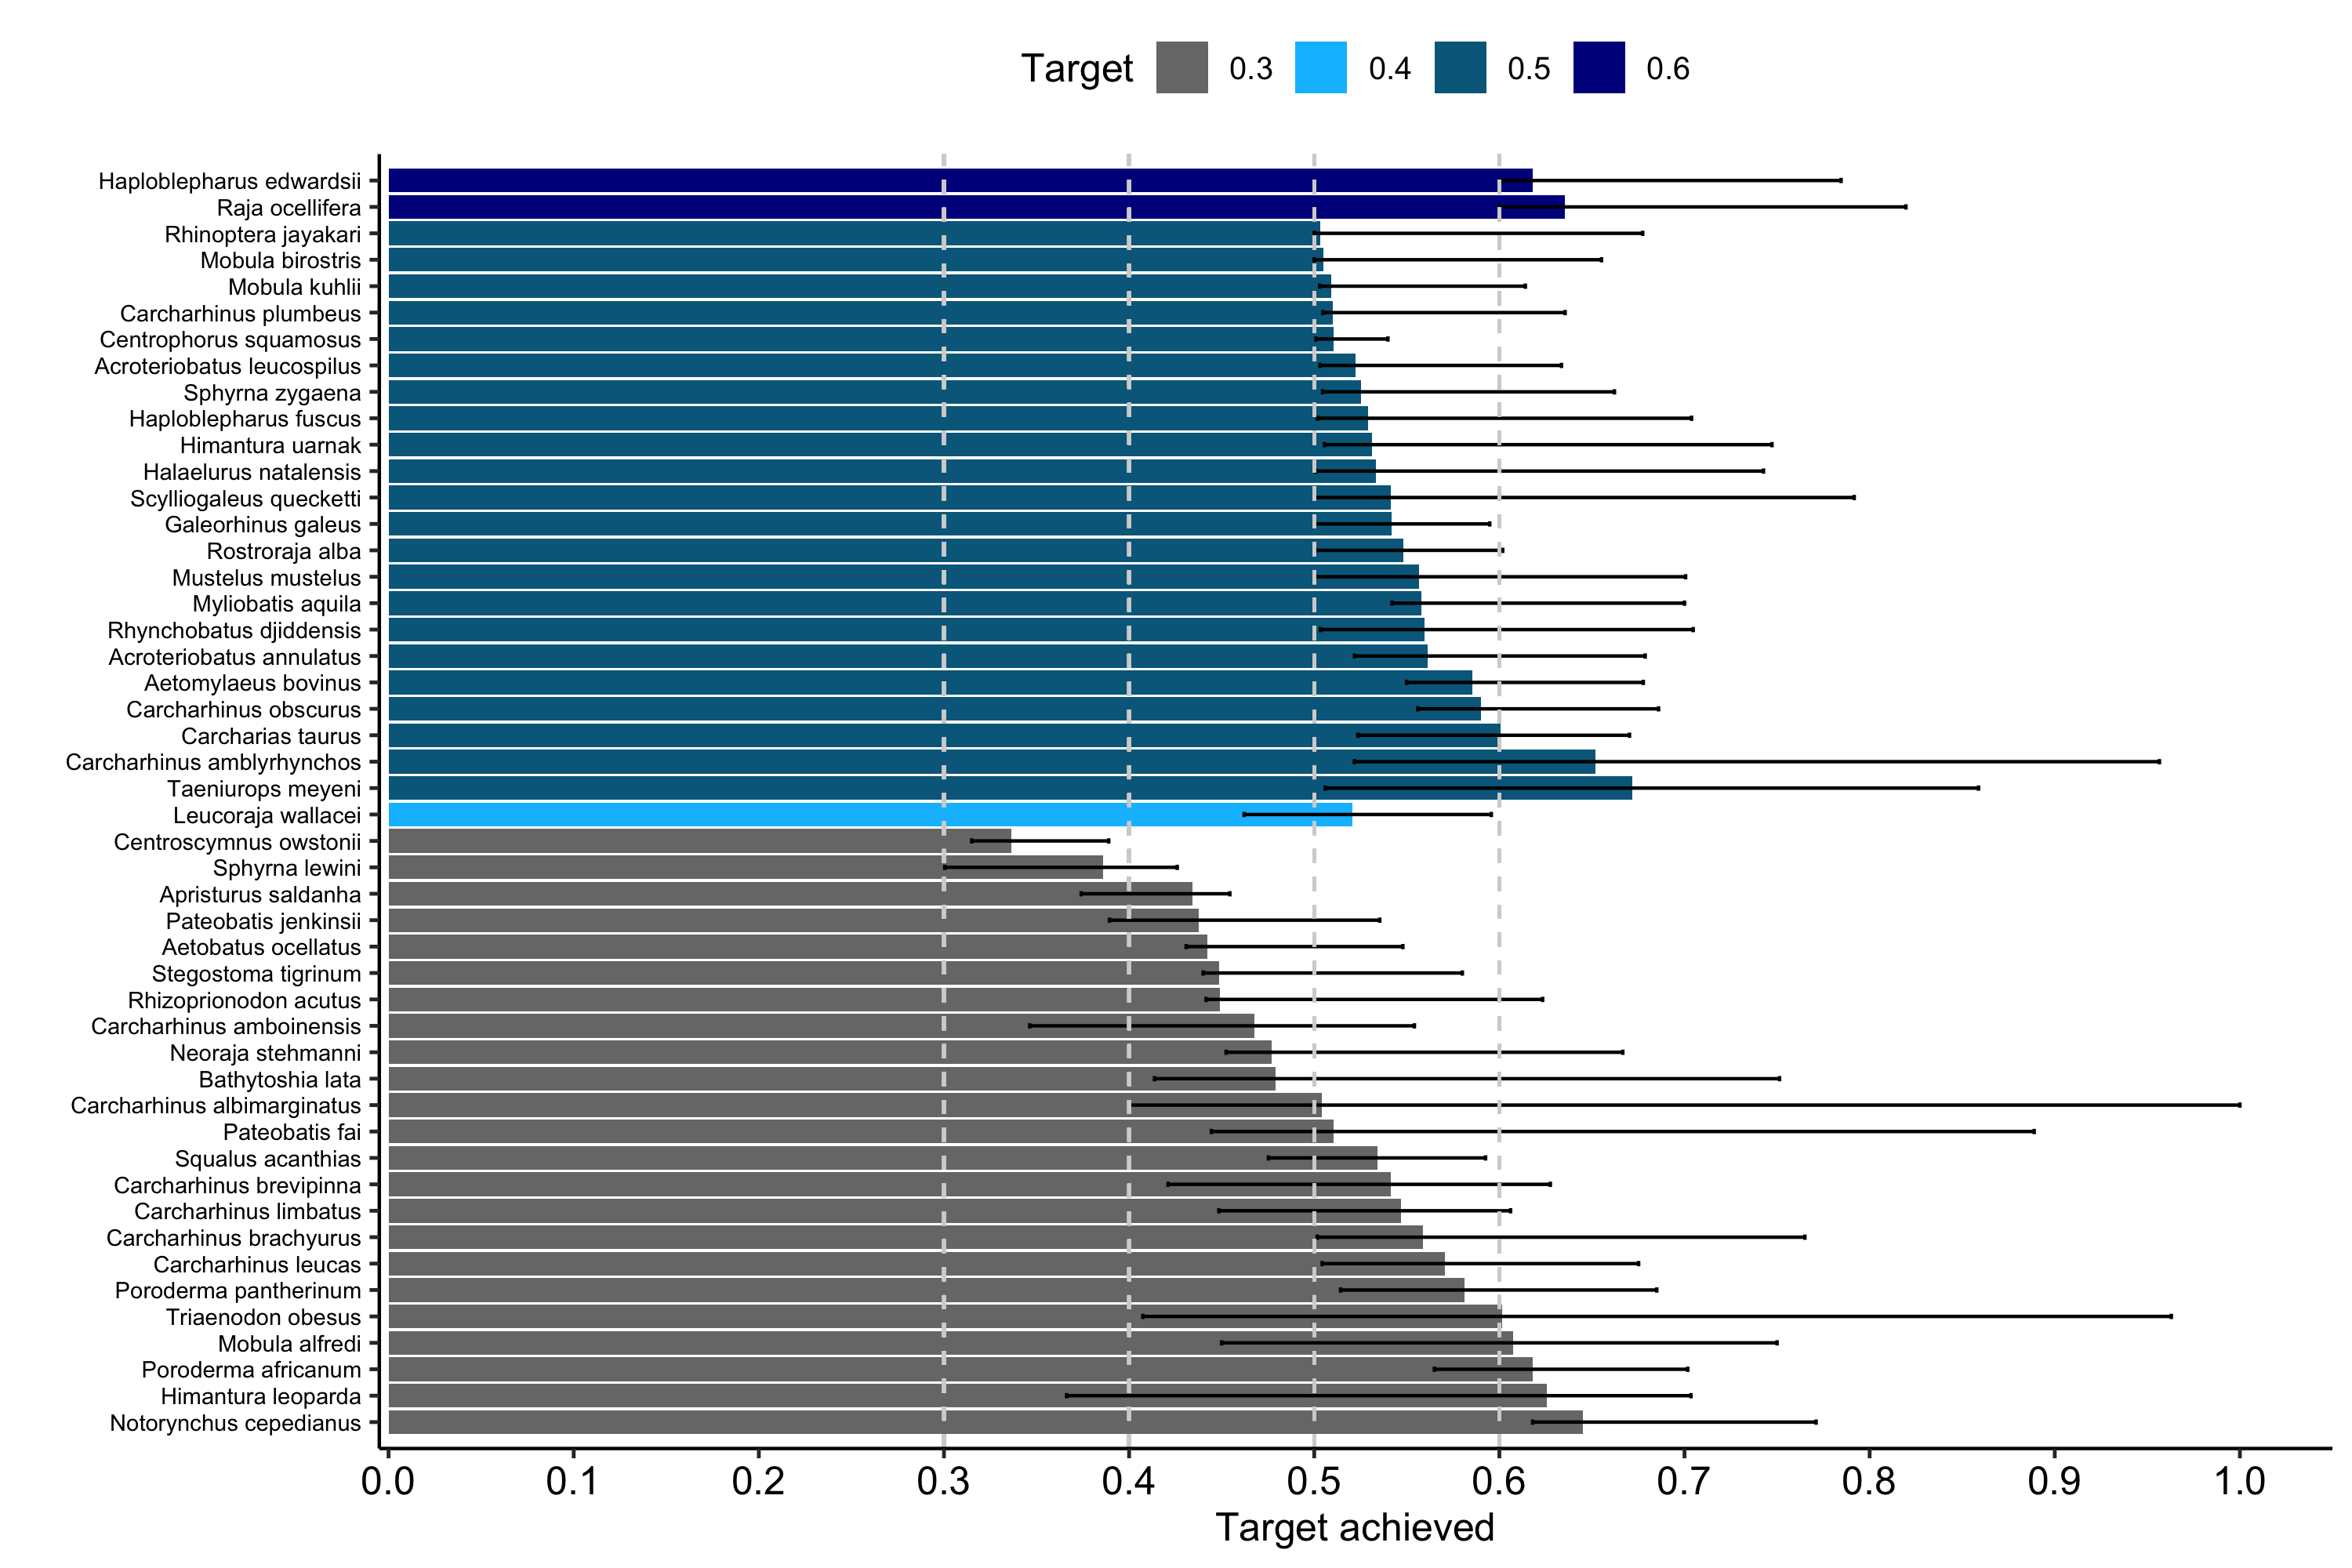 Target 0.3 0.4 0.5 0.6
Haploblepharus edwardsii
Raja ocellifera
Rhinoptera jayakari
Mobula birostris
Mobula kuhlii
Carcharhinus plumbeus
Centrophorus squamosus
Acroteriobatus leucospilus
Sphyrna zygaena
Haploblepharus fuscus
Himantura uarnak
Halaelurus natalensis
Scylliogaleus quecketti
Galeorhinus galeus
Rostroraja alba
Mustelus mustelus
Myliobatis aquila
Rhynchobatus djiddensis
Acroteriobatus annulatus
Aetomylaeus bovinus
Carcharhinus obscurus
Carcharias taurus
Carcharhinus amblyrhynchos
Taeniurops meyeni
Leucoraja wallacei
Centroscymnus owstonii
Sphyrna lewini
Apristurus saldanha
Pateobatis jenkinsii
Aetobatus ocellatus
Stegostoma tigrinum
Rhizoprionodon acutus
Carcharhinus amboinensis
Neoraja stehmanni
Bathytoshia lata
Carcharhinus albimarginatus
Pateobatis fai
Squalus acanthias
Carcharhinus brevipinna
Carcharhinus limbatus
Carcharhinus brachyurus
Carcharhinus leucas
Poroderma pantherinum
Triaenodon obesus
Mobula alfredi
Poroderma africanum
Himantura leoparda
Notorynchus cepedianus
0.0 0.1 0.2 0.3 0.4 0.5 0.6 0.7 0.8 0.9 1.0
Target achieved